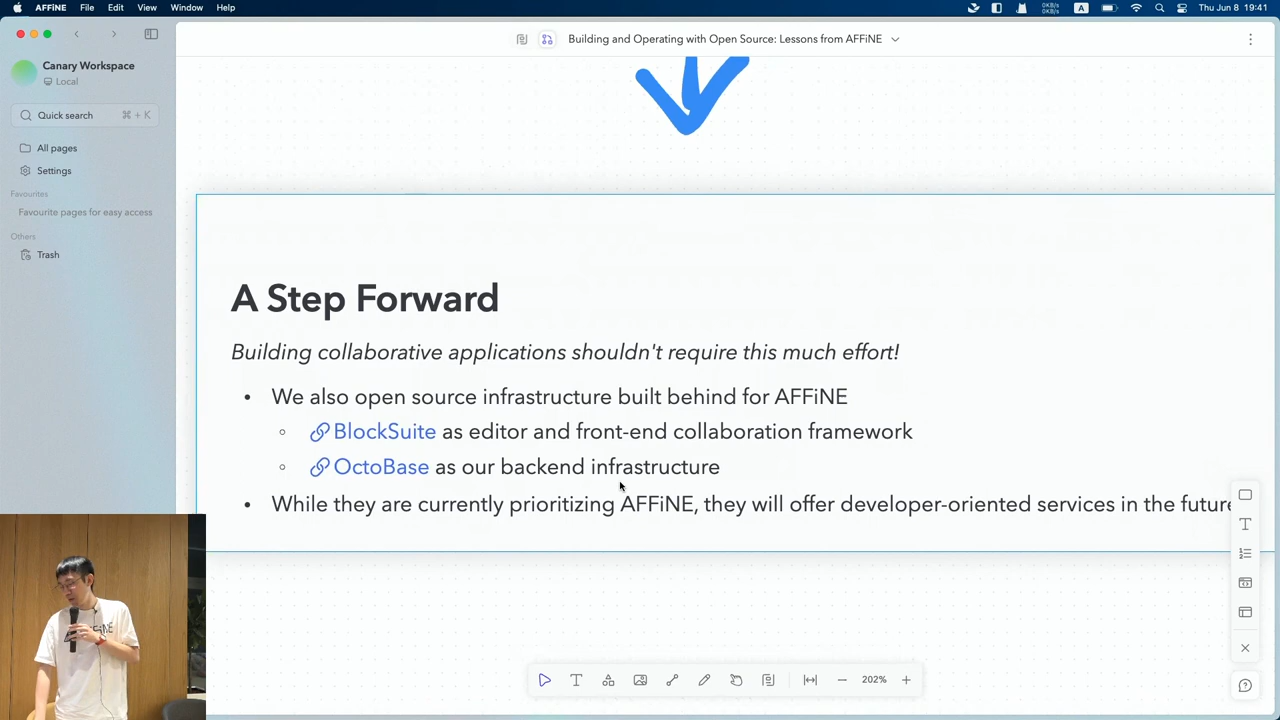 AFFiNE File Edit View Window Help
0KB/s
0KB/s
A
Thu Jun 8 19:41
Building and Operating with Open Source: Lessons from AFFiNE
Canary Workspace
Local
Quick search ⌘ + K
All pages
Settings
Favourites
Favourite pages for easy access
Others
Trash
A Step Forward
Building collaborative applications shouldn't require this much effort!
• We also open source infrastructure built behind for AFFiNE
◦ BlockSuite as editor and front-end collaboration framework
◦ OctoBase as our backend infrastructure
• While they are currently prioritizing AFFiNE, they will offer developer-oriented services in the future
202%